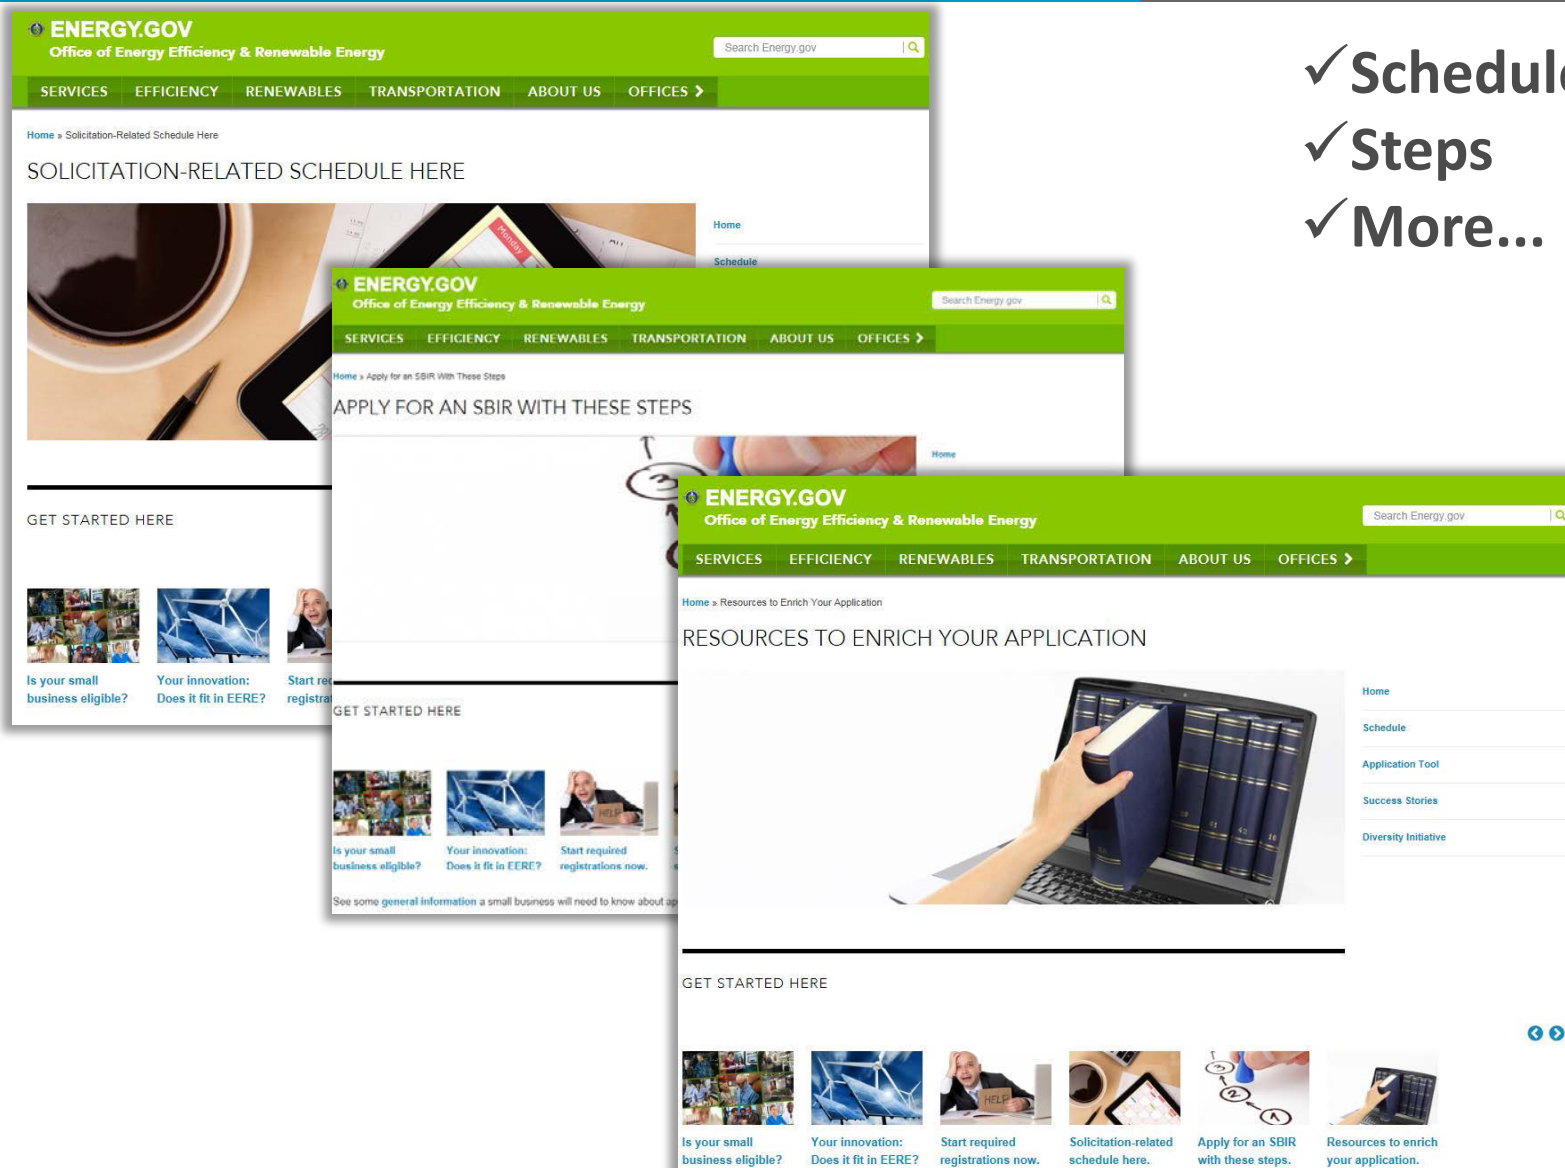 ENERGY.GOV
Office of Energy Efficiency & Renewable Energy
Search Energy.gov
SERVICES EFFICIENCY RENEWABLES TRANSPORTATION ABOUT US OFFICES
Home » Solicitation-Related Schedule Here
SOLICITATION-RELATED SCHEDULE HERE
Monday
Home
Schedule
GET STARTED HERE
Is your small
business eligible?
Your innovation:
Does it fit in EERE?
Start
✓Schedule
✓Steps
✓More...
ENERGY.GOV
Office of Energy Efficiency & Renewable Energy
Search Energy.gov
SERVICES EFFICIENCY RENEWABLES TRANSPORTATION ABOUT US OFFICES
Home » Apply for an SBIR With These Steps
APPLY FOR AN SBIR WITH THESE STEPS
3
Home
GET STARTED HERE
HELP
Is your small
business eligible?
Your innovation:
Does it fit in EERE?
Start required
registrations now.
See some general information a small business will need to know about
ENERGY.GOV
Office of Energy Efficiency & Renewable Energy
Search Energy.gov
SERVICES EFFICIENCY RENEWABLES TRANSPORTATION ABOUT US OFFICES
Home » Resources to Enrich Your Application
RESOURCES TO ENRICH YOUR APPLICATION
Home
Schedule
Application Tool
Success Stories
Diversity Initiative
GET STARTED HERE
HELP
3
2
1
Is your small
business eligible?
Your innovation:
Does it fit in EERE?
Start required
registrations now.
Solicitation-related
schedule here.
Apply for an SBIR
with these steps.
Resources to enrich
your application.